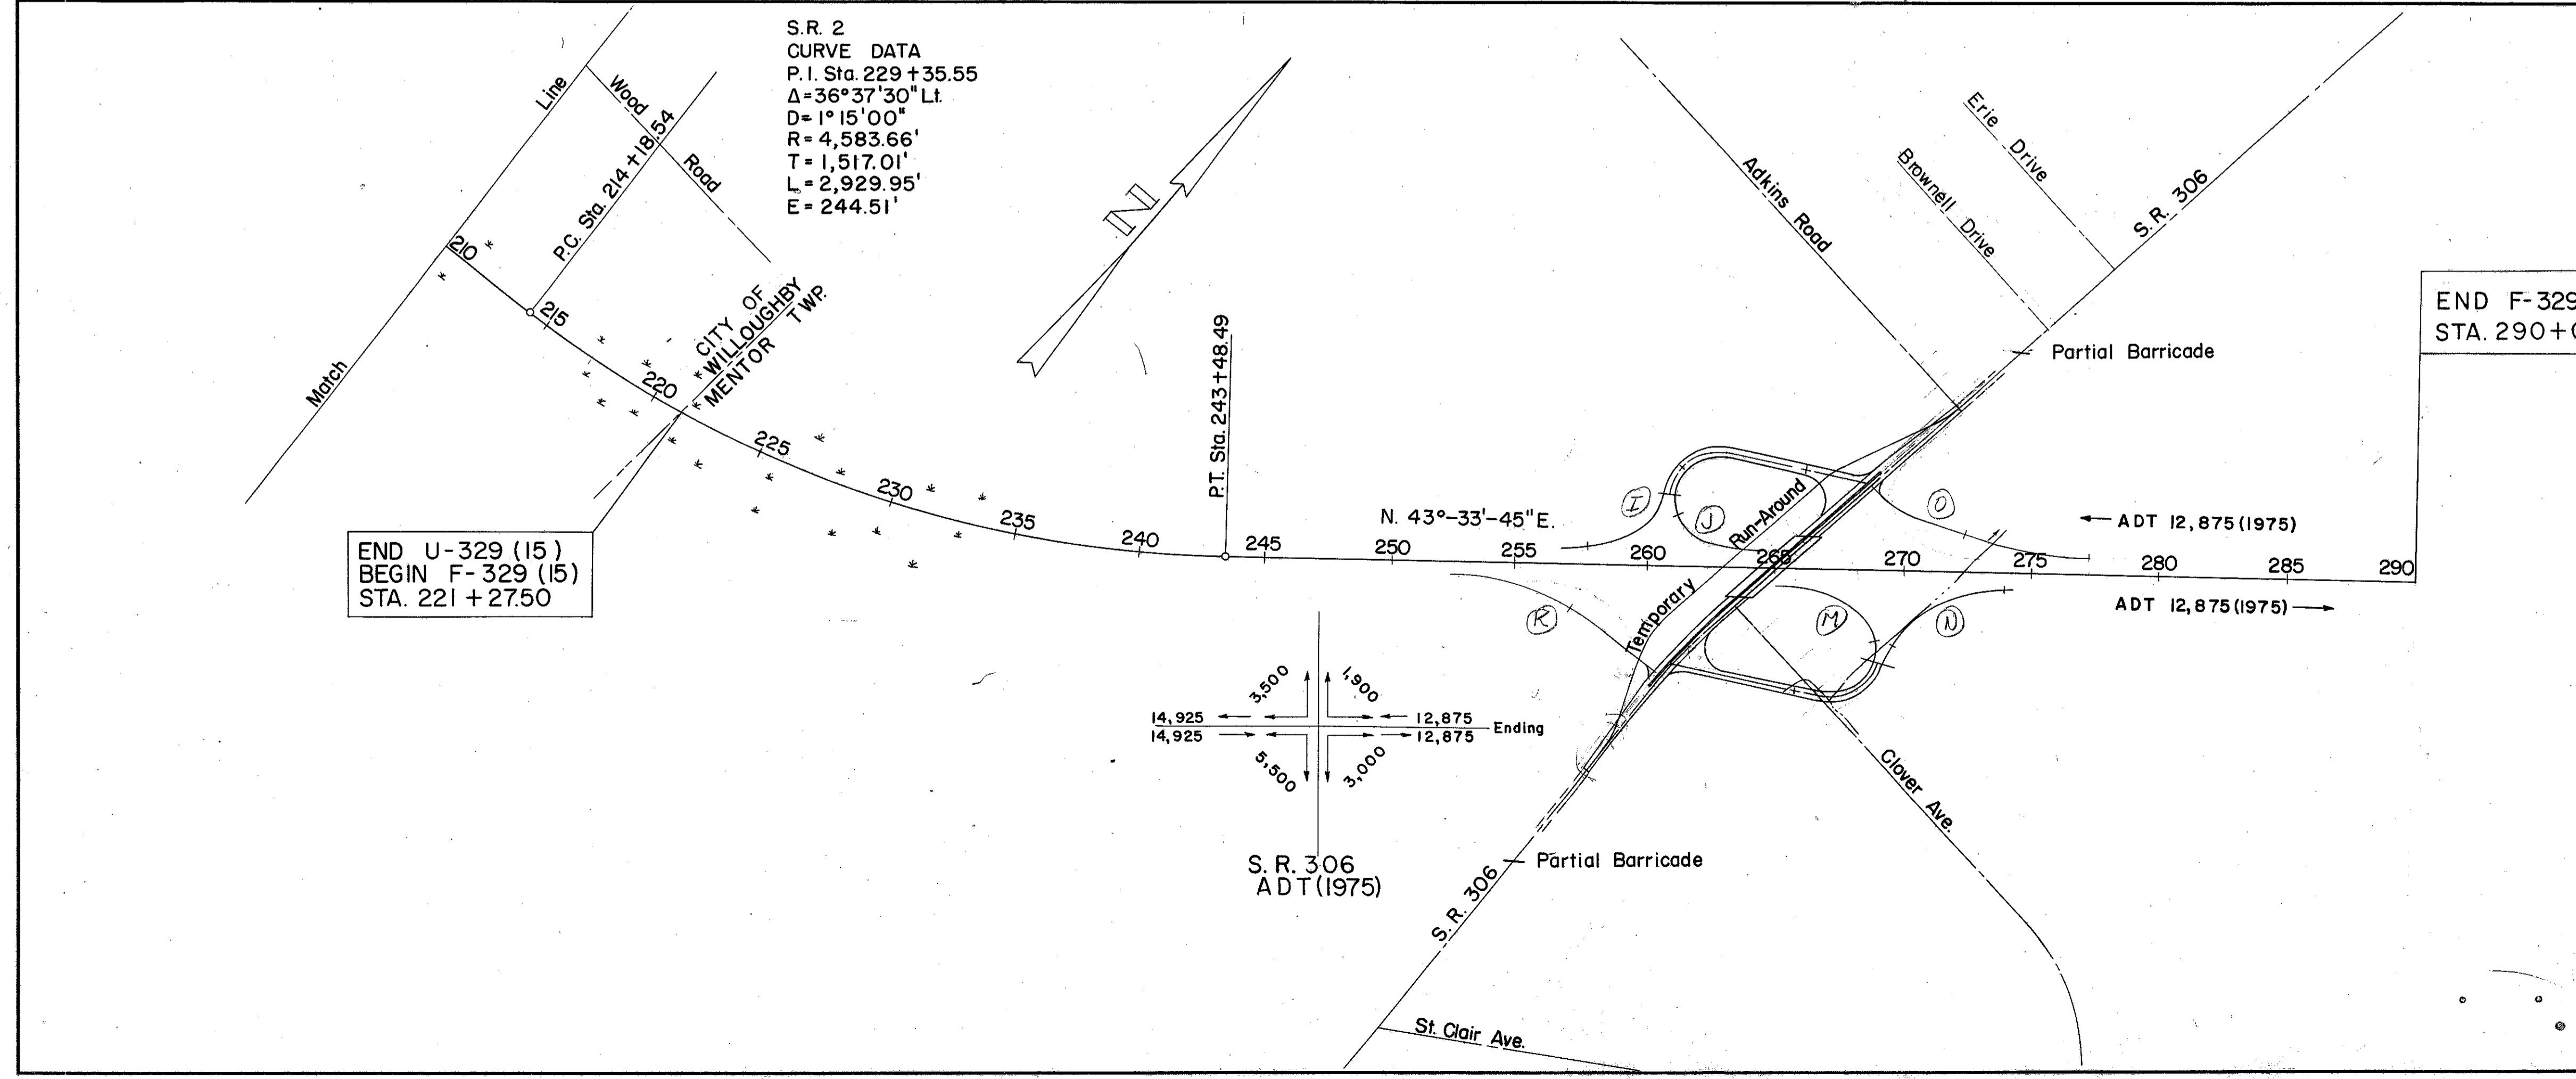 S.R. 2
CURVE DATA
P.I. Sta. 229+35.55
Δ=36°37'30" Lt.
D= 1°15'00"
R= 4,583.66'
T= 1,517.01'
L= 2,929.95'
E= 244.51'
Match Line
Wood Road
P.C. Sta. 214+18.54
CITY OF
WILLOUGHBY
MENTOR TWP.
N
Adkins Road
Brownell Drive
Erie Drive
S.R. 306
Partial Barricade
END F-329
STA. 290+
210
215
220
225
230
235
240
245
250
255
260
265
270
275
280
285
290
P.T. Sta. 243+48.49
N. 43°-33'-45" E.
END U-329 (15)
BEGIN F-329 (15)
STA. 221+27.50
I
J
K
M
N
O
Temporary Run-Around
ADT 12,875 (1975)
ADT 12,875 (1975)
3,500
1,900
14,925
12,875
14,925
12,875
Ending
5,500
3,000
S.R. 306
ADT (1975)
Clover Ave.
Partial Barricade
S.R. 306
St. Clair Ave.